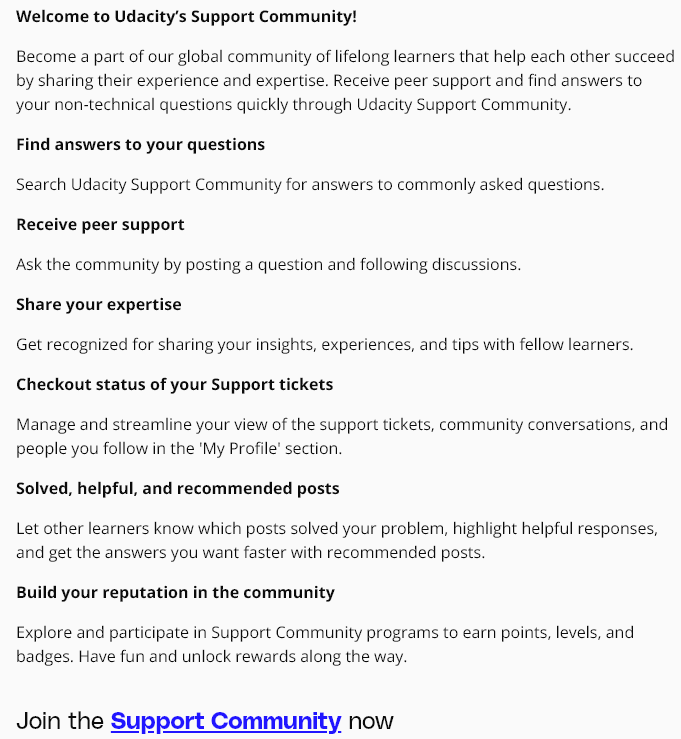 Welcome to Udacity’s Support Community!
Become a part of our global community of lifelong learners that help each other succeed
by sharing their experience and expertise. Receive peer support and find answers to
your non-technical questions quickly through Udacity Support Community.
Find answers to your questions
Search Udacity Support Community for answers to commonly asked questions.
Receive peer support
Ask the community by posting a question and following discussions.
Share your expertise
Get recognized for sharing your insights, experiences, and tips with fellow learners.
Checkout status of your Support tickets
Manage and streamline your view of the support tickets, community conversations, and
people you follow in the 'My Profile' section.
Solved, helpful, and recommended posts
Let other learners know which posts solved your problem, highlight helpful responses,
and get the answers you want faster with recommended posts.
Build your reputation in the community
Explore and participate in Support Community programs to earn points, levels, and
badges. Have fun and unlock rewards along the way.
Join the Support Community now